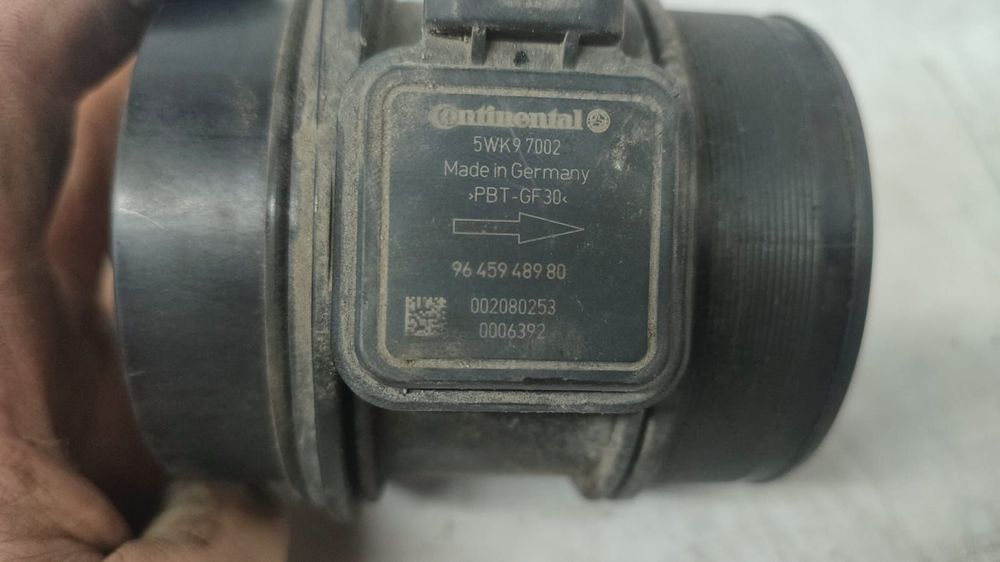 Continental
5WK9 7002
Made in Germany
>PBT-GF30<
96 459 489 80
002080253
0006392